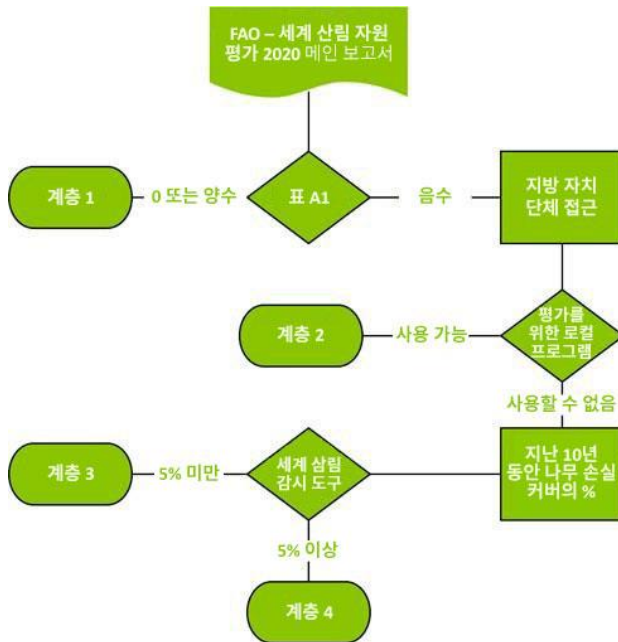 FAO – 세계 산림 자원
평가 2020 메인 보고서
계층 1
0 또는 양수
표 A1
음수
지방 자치
단체 접근
계층 2
사용 가능
평가를
위한 로컬
프로그램
사용할 수 없음
계층 3
5% 미만
세계 삼림
감시 도구
지난 10년
동안 나무 손실
커버의 %
5% 이상
계층 4